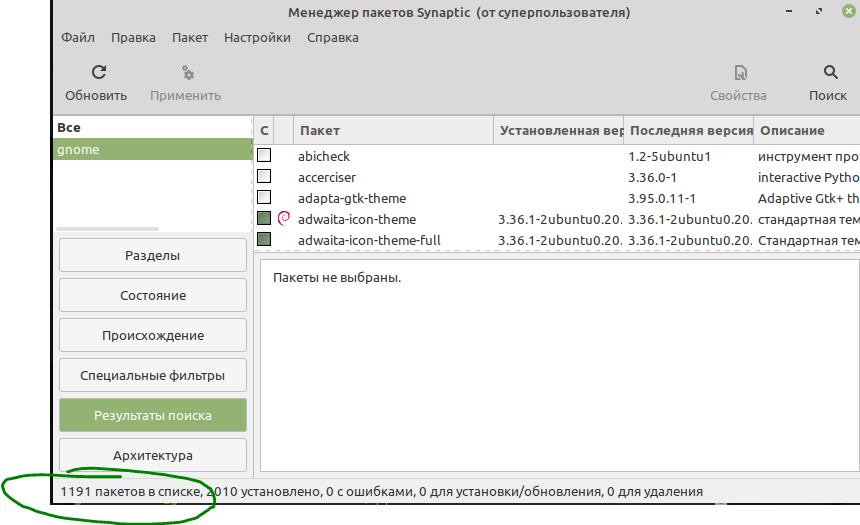 Менеджер пакетов Synaptic (от суперпользователя)
Файл Правка Пакет Настройки Справка
Обновить Применить Свойства Поиск
Все
gnome
С Пакет Установленная вер Последняя версия Описание
abicheck 1.2-5ubuntu1 инструмент про
accerciser 3.36.0-1 interactive Pytho
adapta-gtk-theme 3.95.0.11-1 Adaptive Gtk+ th
adwaita-icon-theme 3.36.1-2ubuntu0.20. 3.36.1-2ubuntu0.20. стандартная тем
adwaita-icon-theme-full 3.36.1-2ubuntu0.20. 3.36.1-2ubuntu0.20. Стандартная тем
Разделы
Состояние
Происхождение
Специальные фильтры
Результаты поиска
Архитектура
Пакеты не выбраны.
1191 пакетов в списке, 2010 установлено, 0 с ошибками, 0 для установки/обновления, 0 для удаления